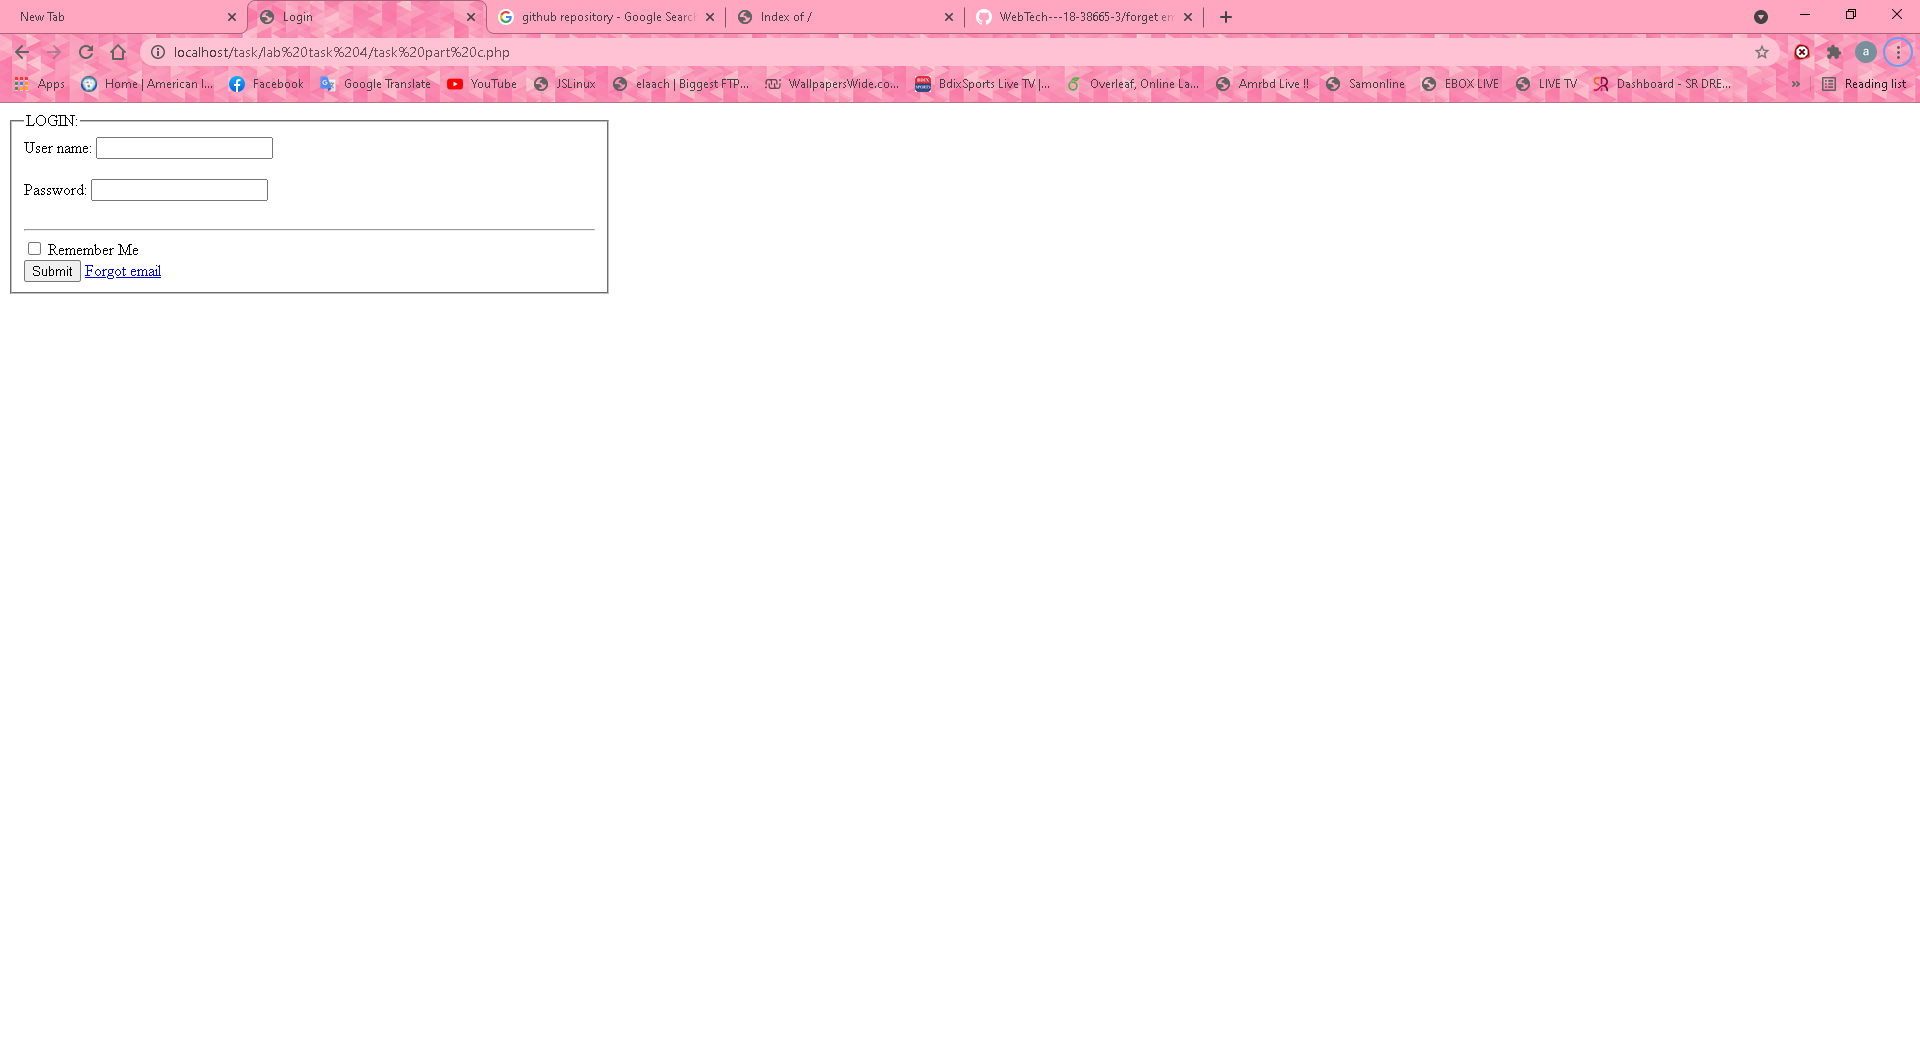 New Tab
Login
github repository - Google Searc
Index of /
WebTech---18-38665-3/forget em
localhost/task/lab%20task%204/task%20part%20c.php
a
Apps
Home | American I...
Facebook
Google Translate
YouTube
JSLinux
elaach | Biggest FTP...
WallpapersWide.co...
BdixSports Live TV |...
Overleaf, Online La...
Amrbd Live !!
Samonline
EBOX LIVE
LIVE TV
Dashboard - SR DRE...
»
Reading list
LOGIN:
User name:
Password:
Remember Me
Submit Forgot email